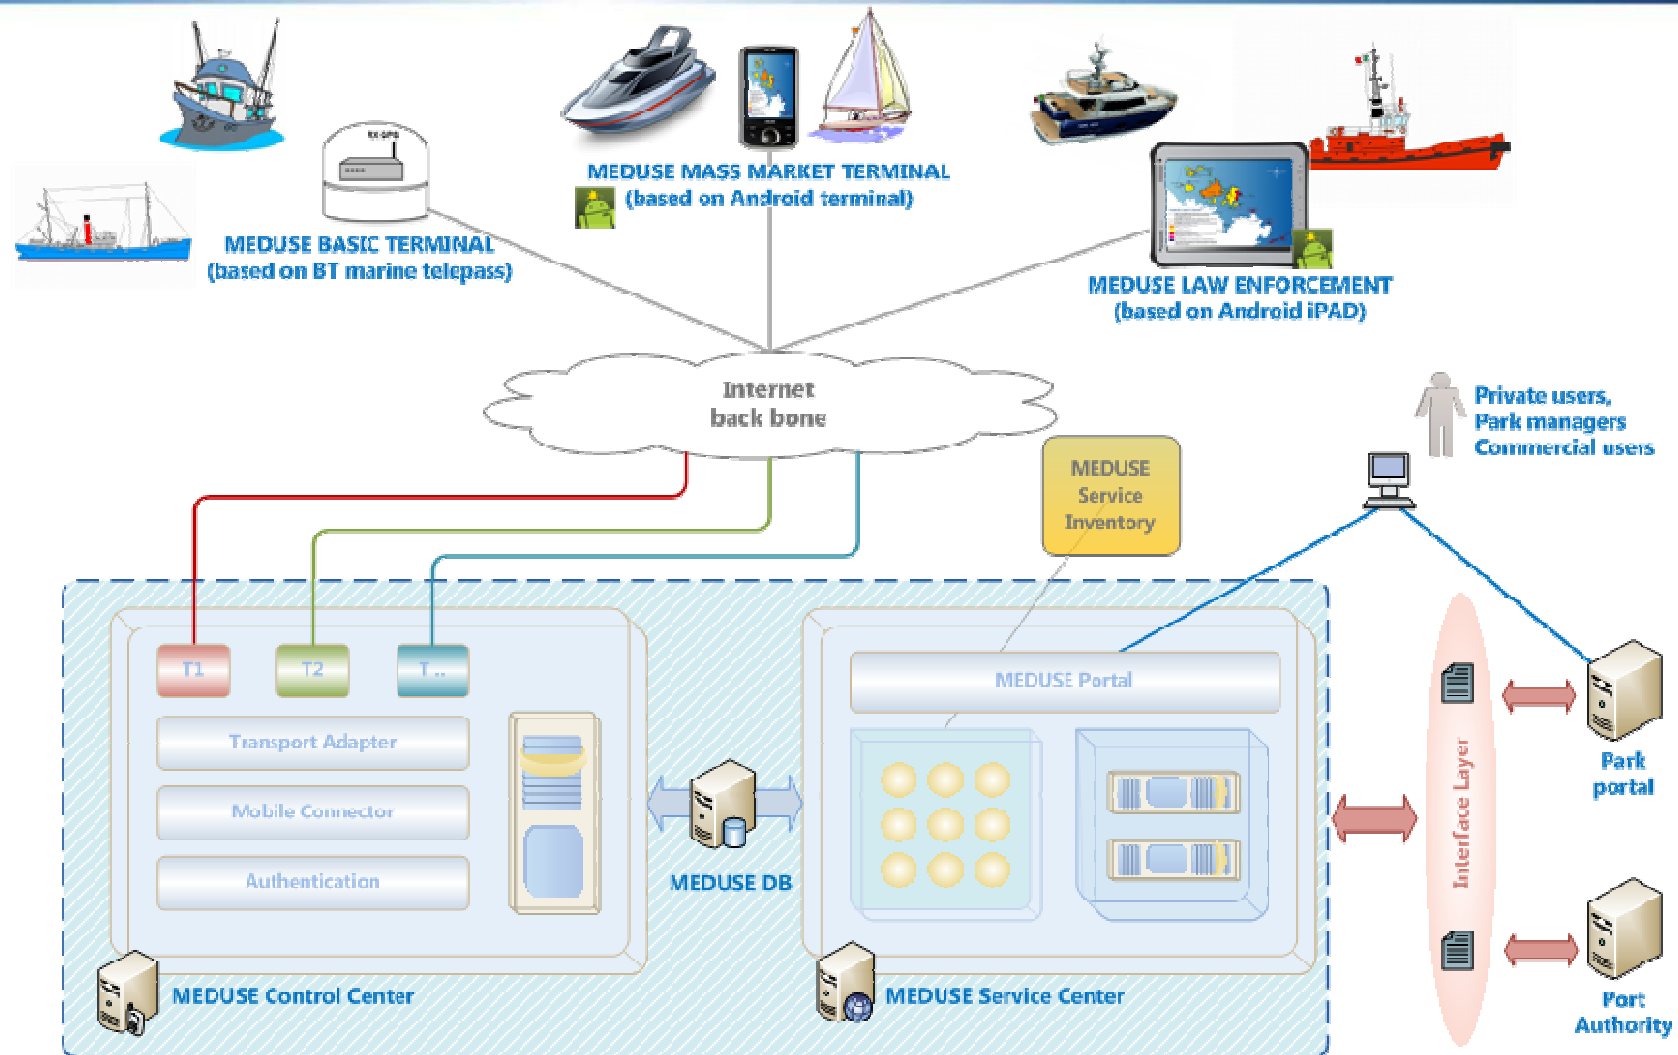 RX GPS
MEDUSE BASIC TERMINAL
(based on BT marine telepass)
MEDUSE MASS MARKET TERMINAL
(based on Android terminal)
MEDUSE LAW ENFORCEMENT
(based on Android iPAD)
Internet
back bone
Private users,
Park managers
Commercial users
MEDUSE
Service
Inventory
T1
T2
T...
Transport Adapter
Mobile Connector
Authentication
MEDUSE DB
MEDUSE Portal
Interface Layer
Park
portal
Port
Authority
MEDUSE Control Center
MEDUSE Service Center